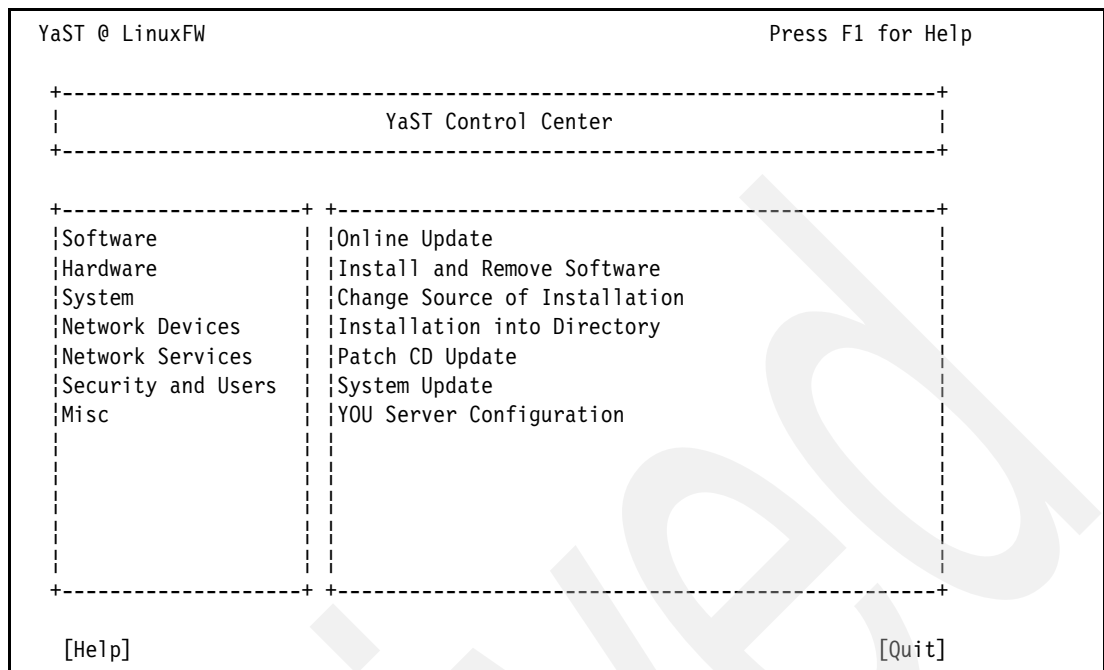 YaST @ LinuxFW Press F1 for Help
YaST Control Center
Software
Hardware
System
Network Devices
Network Services
Security and Users
Misc
Online Update
Install and Remove Software
Change Source of Installation
Installation into Directory
Patch CD Update
System Update
YOU Server Configuration
[Help] [Quit]